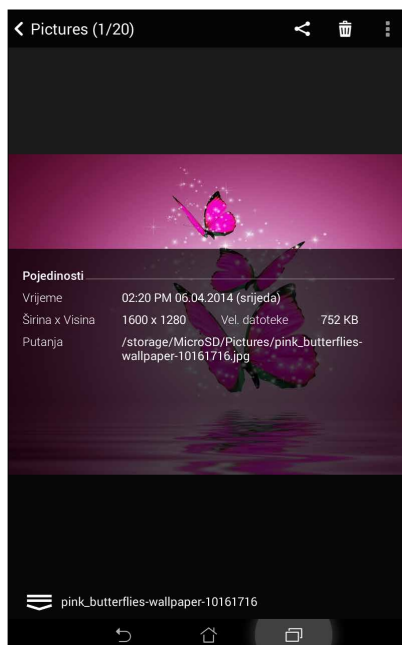 Pictures (1/20)
Pojedinosti
Vrijeme 02:20 PM 06.04.2014 (srijeda)
Širina x Visina 1600 x 1280 Vel. datoteke 752 KB
Putanja /storage/MicroSD/Pictures/pink_butterflies-
wallpaper-10161716.jpg
pink_butterflies-wallpaper-10161716